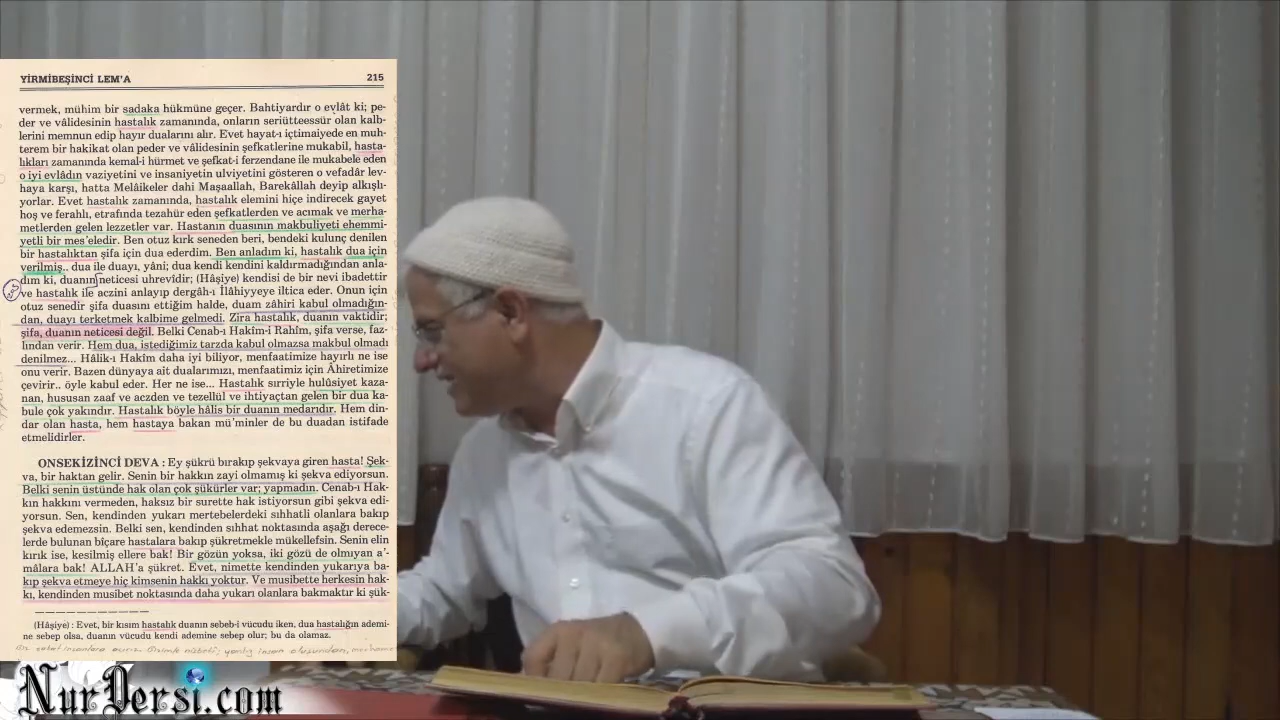 YİRMİBEŞİNCİ LEM'A 215
vermek, mühim bir sadaka hükmüne geçer. Bahtiyardır o evlât ki; pe-
der ve vâlidesinin hastalık zamanında, onların seriütteessür olan kalb-
lerini memnun edip hayır dualarını alır. Evet hayat-ı içtimaiyede en muh-
terem bir hakikat olan peder ve vâlidesinin şefkatlerine mukabil, hasta-
lıkları zamanında kemal-i hürmet ve şefkat-i ferzendane ile mukabele eden
o iyi evlâdın vaziyetini ve insaniyetin ulviyetini gösteren o vefadâr lev-
haya karşı, hatta Melâikeler dahi Maşaallah, Barekâllah deyip alkışlı-
yorlar. Evet hastalık zamanında, hastalık elemini hiçe indirecek gayet
hoş ve ferahlı, etrafında tezahür eden şefkatlerden ve acımak ve merha-
metlerden gelen lezzetler var. Hastanın duasının makbuliyeti ehemmi-
yetli bir mes'eledir. Ben otuz kırk seneden beri, bendeki kulunç denilen
bir hastalıktan şifa için dua ederdim. Ben anladım ki, hastalık dua için
verilmiş.. dua ile duayı, yâni; dua kendi kendini kaldırmadığından anla-
dım ki, duanın neticesi uhrevîdir; (Hâşiye) kendisi de bir nevi ibadettir
ve hastalık ile aczini anlayıp dergâh-ı İlâhiyyeye iltica eder. Onun için
otuz senedir şifa duasını ettiğim halde, duam zâhiri kabul olmadığın-
dan, duayı terketmek kalbime gelmedi. Zira hastalık, duanın vaktidir;
şifa, duanın neticesi değil. Belki Cenab-ı Hakîm-i Rahîm, şifa verse, faz-
lından verir. Hem dua, istediğimiz tarzda kabul olmazsa makbul olmadı
denilmez... Hâlik-ı Hakîm daha iyi biliyor, menfaatimize hayırlı ne ise
onu verir. Bazen dünyaya ait dualarımızı, menfaatimiz için Âhiretimize
çevirir.. öyle kabul eder. Her ne ise... Hastalık sırriyle hulûsiyet kaza-
nan, hususan zaaf ve aczden ve tezellül ve ihtiyaçtan gelen bir dua ka-
bule çok yakındır. Hastalık böyle hâlis bir duanın medarıdır. Hem din-
dar olan hasta, hem hastaya bakan mü'minler de bu duadan istifade
etmelidirler.
ONSEKİZİNCİ DEVA : Ey şükrü bırakıp şekvaya giren hasta! Şek-
va, bir haktan gelir. Senin bir hakkın zayi olmamış ki şekva ediyorsun.
Belki senin üstünde hak olan çok şükürler var; yapmadın. Cenab-ı Hak-
kın hakkını vermeden, haksız bir surette hak istiyorsun gibi şekva edi-
yorsun. Sen, kendinden yukarı mertebelerdeki sıhhatli olanlara bakıp
şekva edemezsin. Belki sen, kendinden sıhhat noktasında aşağı derece-
lerde bulunan bîçare hastalara bakıp şükretmekle mükellefsin. Senin elin
kırık ise, kesilmiş ellere bak! Bir gözün yoksa, iki gözü de olmıyan a'-
mâlara bak! ALLAH'a şükret. Evet, nimette kendinden yukarıya ba-
kıp şekva etmeye hiç kimsenin hakkı yoktur. Ve musibette herkesin hak-
kı, kendinden musîbet noktasında daha yukarı olanlara bakmaktır ki şük-
(Hâşiye) : Evet, bir kısım hastalık duanın sebeb-i vücudu iken, dua hastalığın ademi-
ne sebep olsa, duanın vücudu kendi ademine sebep olur; bu da olamaz.
NurDersi.com